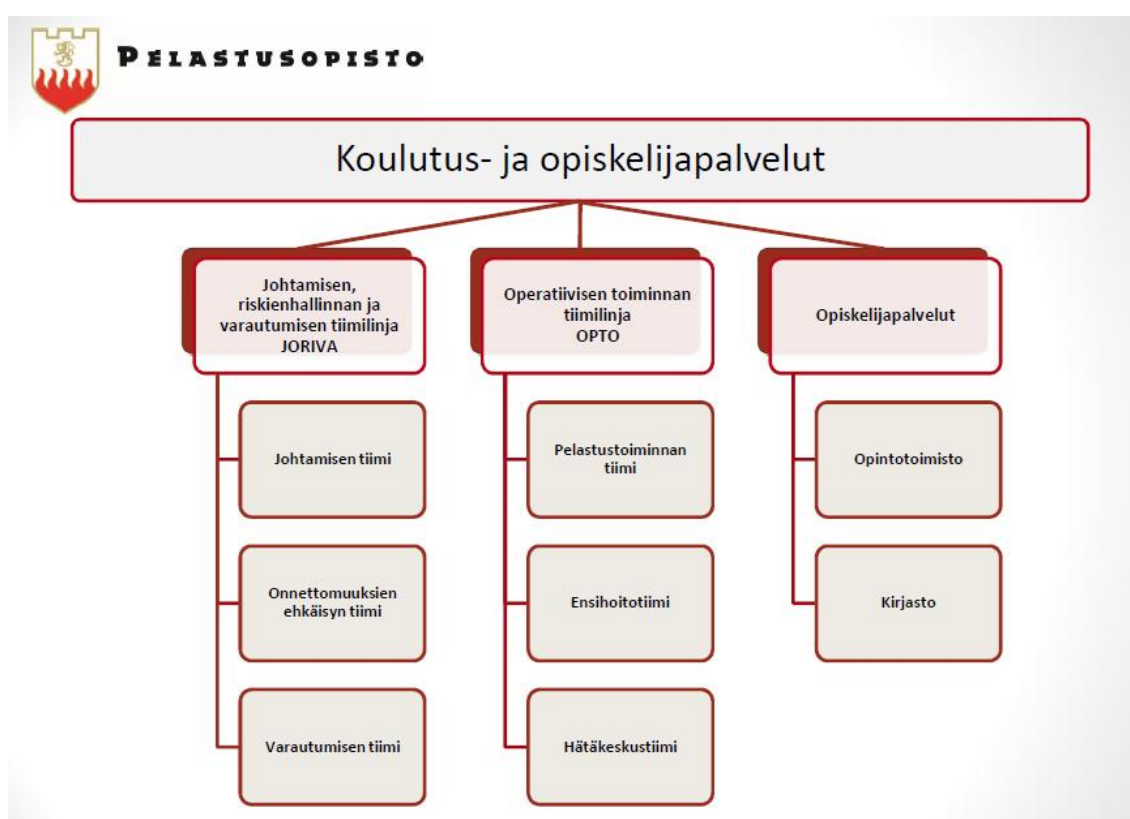 PELASTUSOPISTO
Koulutus- ja opiskelijapalvelut
Johtamisen,
riskienhallinnan ja
varautumisen tiimilinja
JORIVA
Operatiivisen toiminnan
tiimilinja
OPTO
Opiskelijapalvelut
Johtamisen tiimi
Pelastustoiminnan
tiimi
Opintotoimisto
Onnettomuuksien
ehkäisyn tiimi
Ensihoitotiimi
Kirjasto
Varautumisen tiimi
Hätäkeskustiimi